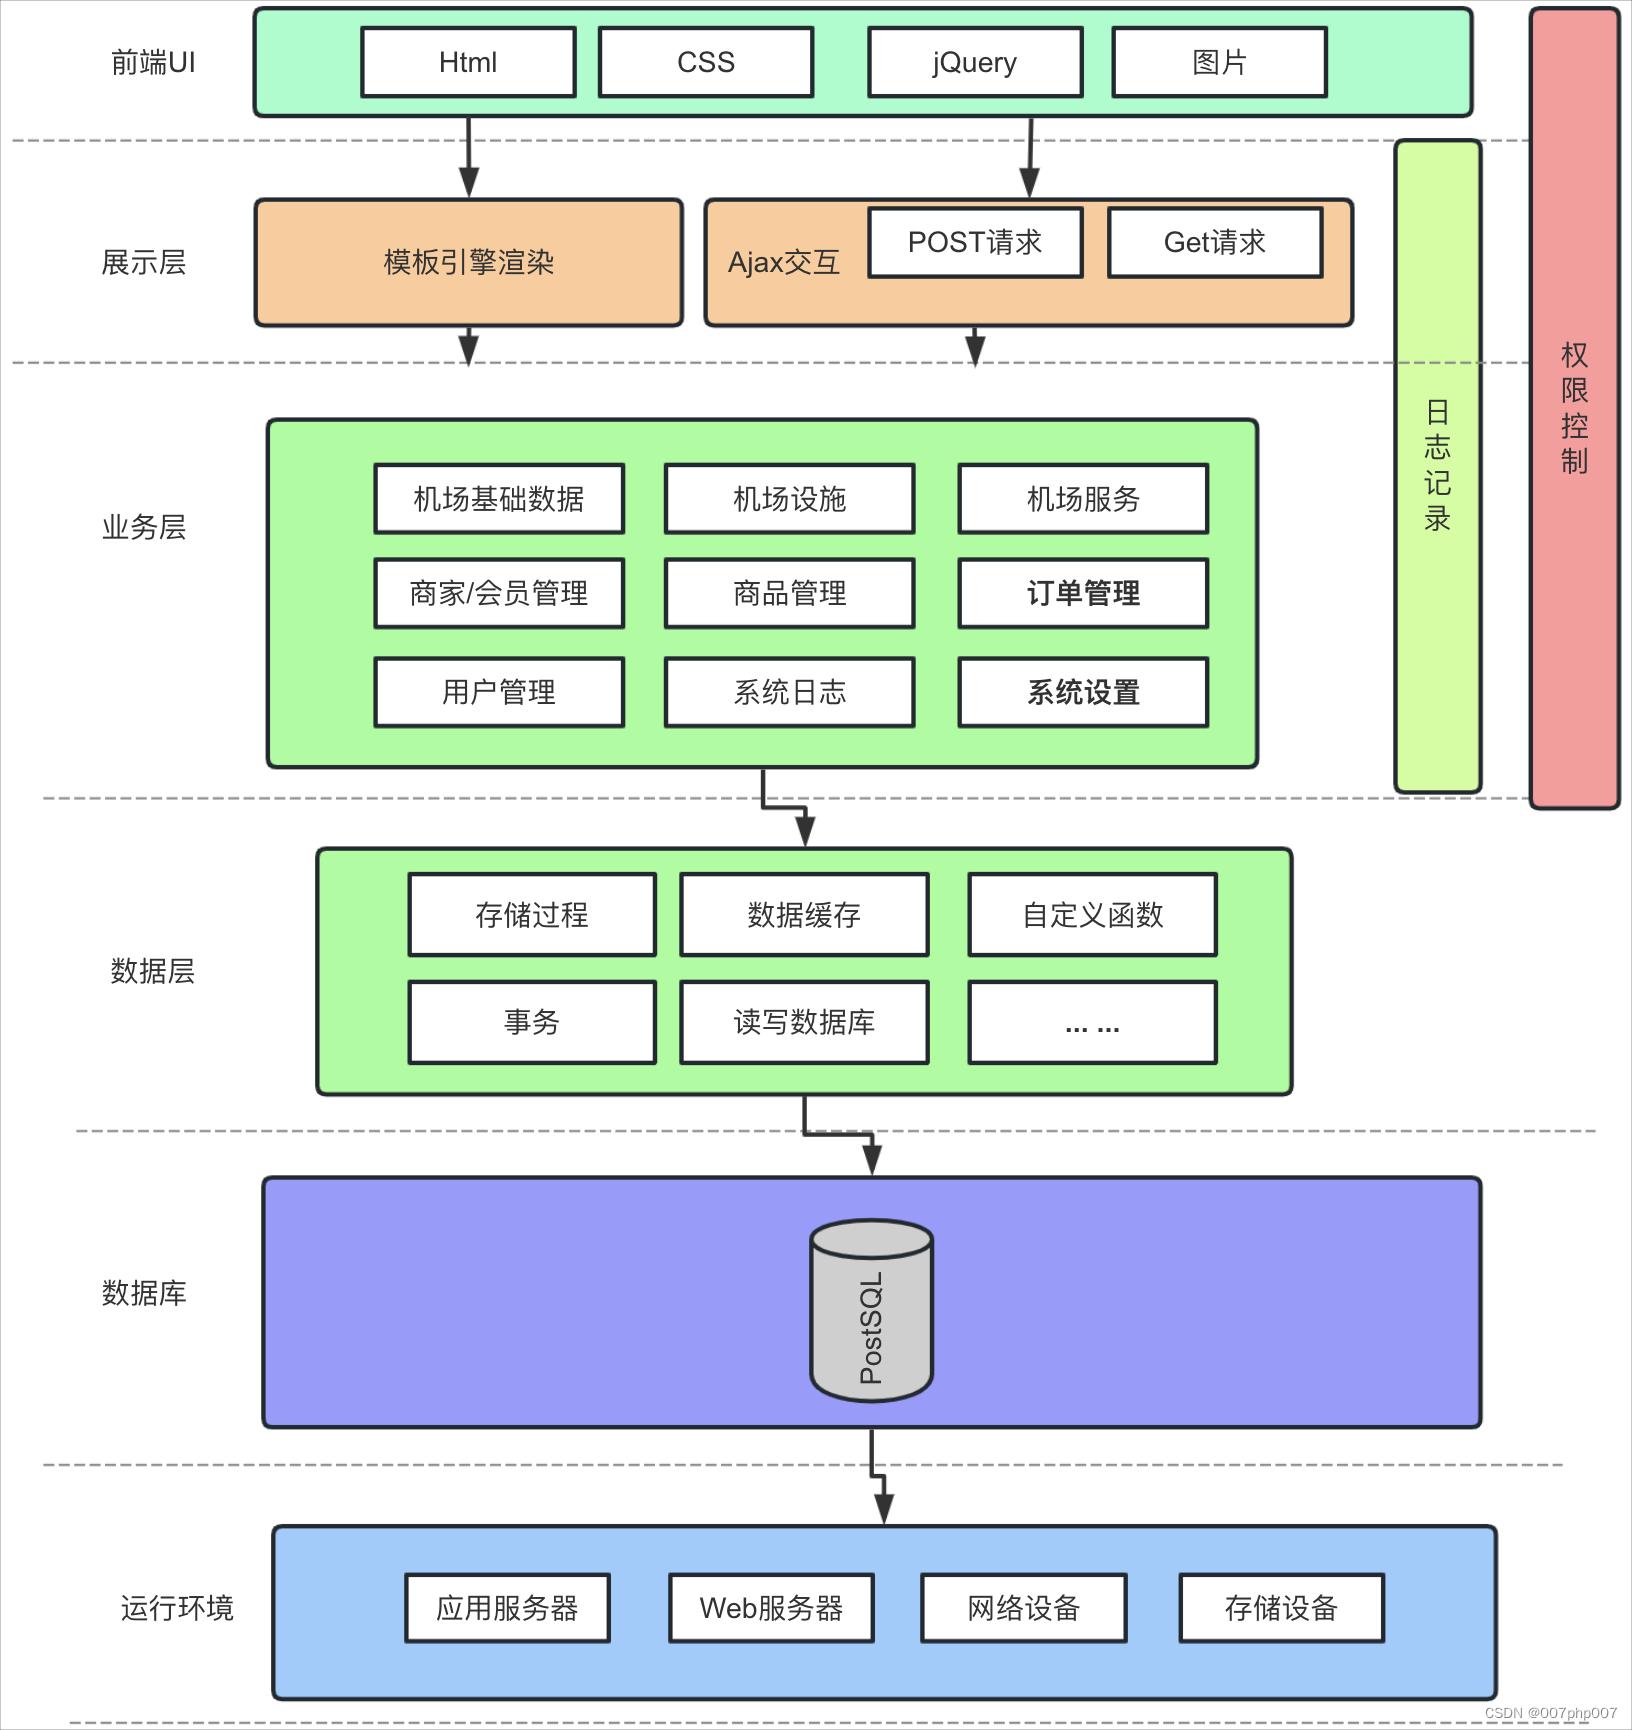 前端UI
Html
CSS
jQuery
图片
展示层
模板引擎渲染
Ajax交互
POST请求
Get请求
权限控制
日志记录
业务层
机场基础数据
机场设施
机场服务
商家/会员管理
商品管理
订单管理
用户管理
系统日志
系统设置
数据层
存储过程
数据缓存
自定义函数
事务
读写数据库
... ...
数据库
PostSQL
运行环境
应用服务器
Web服务器
网络设备
存储设备
CSDN @007php007